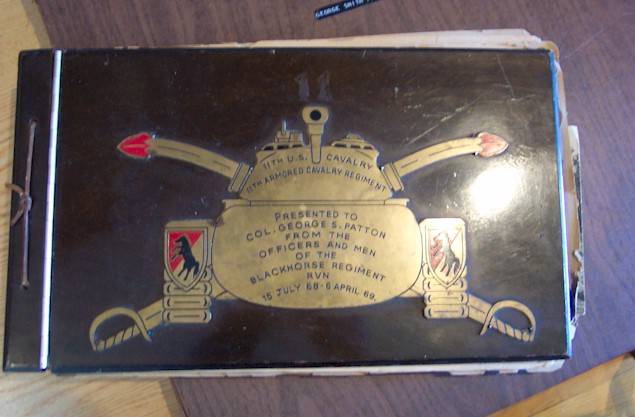 GEORGE SMITH
11
11TH U.S. CAVALRY
11TH ARMORED CAVALRY REGIMENT
PRESENTED TO
COL. GEORGE S. PATTON
FROM THE
OFFICERS AND MEN
OF THE
BLACKHORSE REGIMENT
RVN
15 JULY 68-6 APRIL 69.